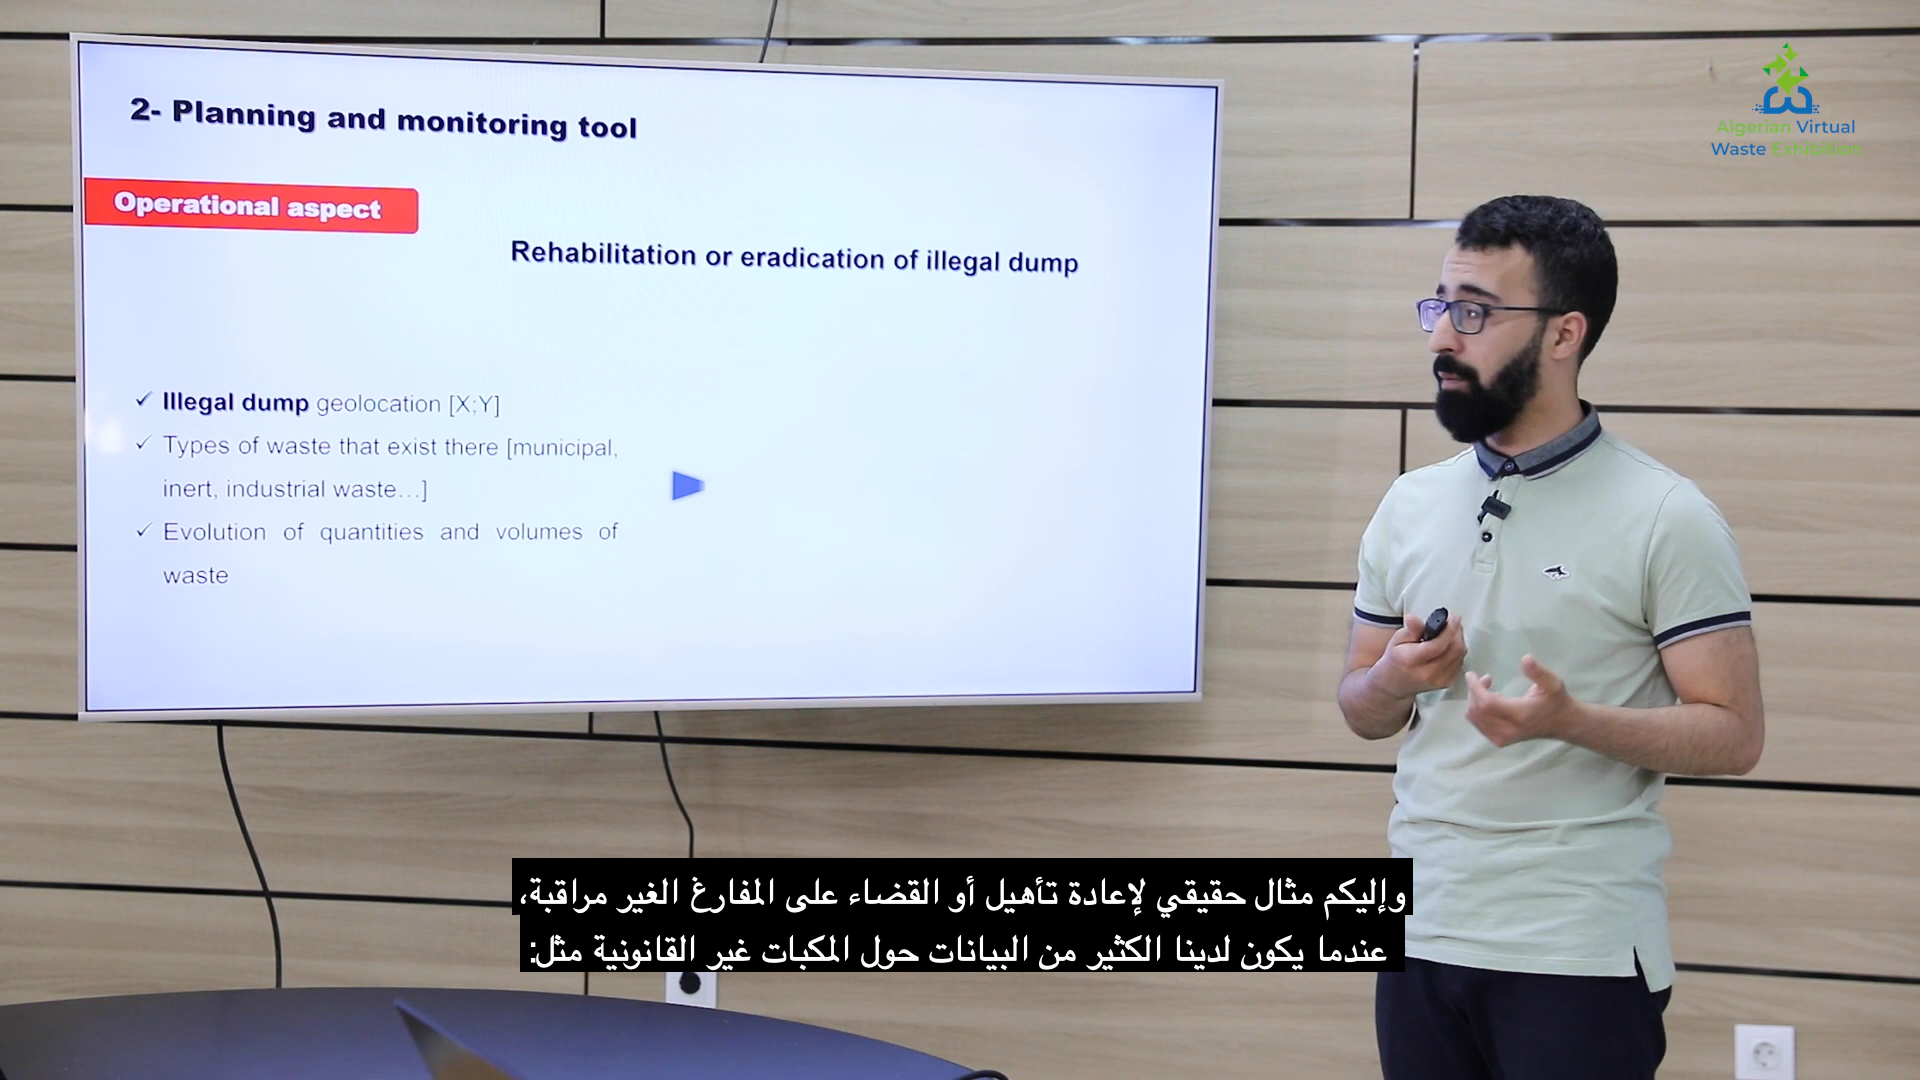 2- Planning and monitoring tool
Operational aspect
Rehabilitation or eradication of illegal dump
✓ Illegal dump geolocation [X;Y]
✓ Types of waste that exist there [municipal,
inert, industrial waste…]
✓ Evolution of quantities and volumes of
waste
Algerian Virtual
Waste Exhibition
وإليكم مثال حقيقي لإعادة تأهيل أو القضاء على المفارغ الغير مراقبة،
عندما يكون لدينا الكثير من البيانات حول المكبات غير القانونية مثل: